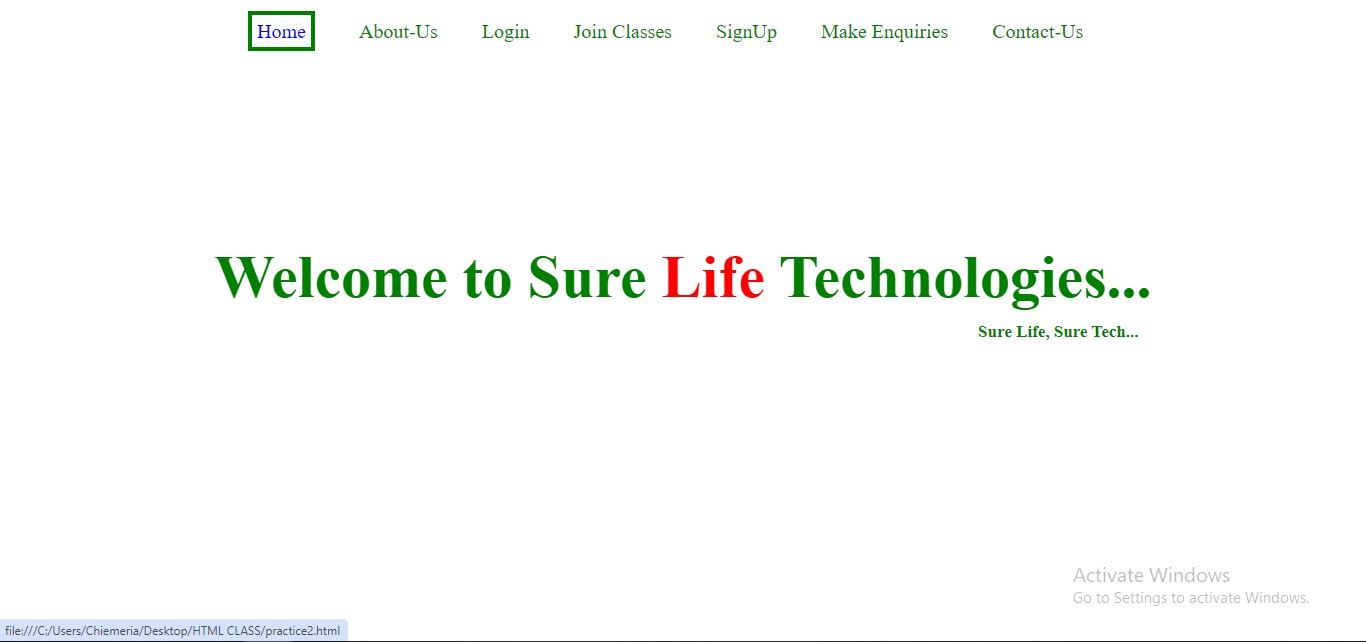 Home About-Us Login Join Classes SignUp Make Enquiries Contact-Us
Welcome to Sure Life Technologies...
Sure Life, Sure Tech...
Activate Windows
Go to Settings to activate Windows.
file:///C:/Users/Chiemeria/Desktop/HTML CLASS/practice2.html